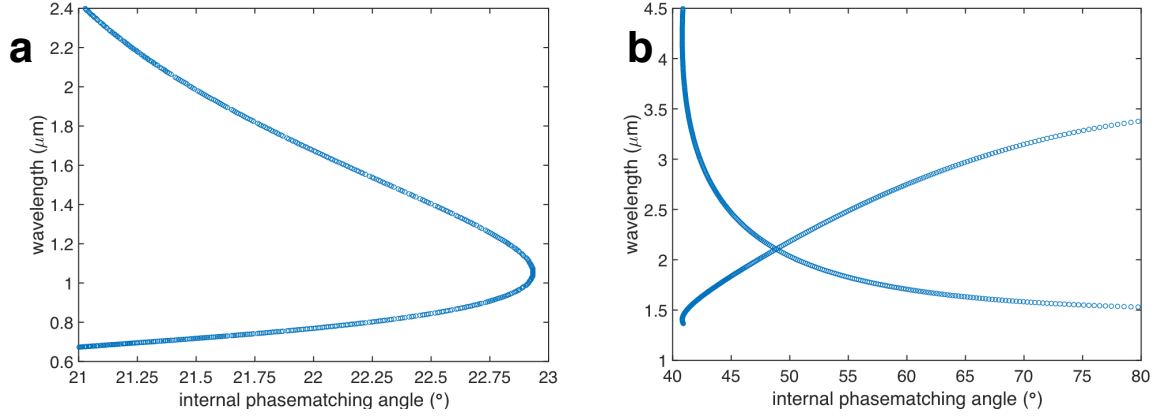 a
2.4
2.2
2
1.8
1.6
1.4
1.2
1
0.8
0.6
wavelength (μm)
21 21.25 21.5 21.75 22 22.25 22.5 22.75 23
internal phasematching angle (°)
b
4.5
4
3.5
3
2.5
2
1.5
1
wavelength (μm)
40 45 50 55 60 65 70 75 80
internal phasematching angle (°)